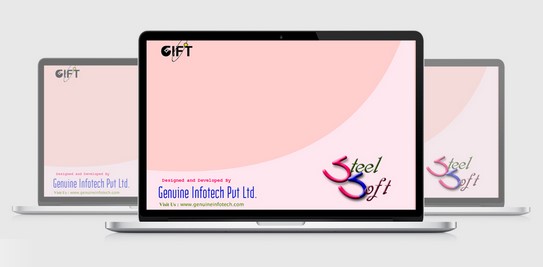 GIFT
GIFT
Steel
Soft
Steel
Soft
Designed and Developed By
Genuine Infotech Put Ltd.
Visit Us : www.genuineinfotech.com
Designed and Developed By
Genuine Infotech Put Ltd.
Visit Us : www.genuineinfotech.com